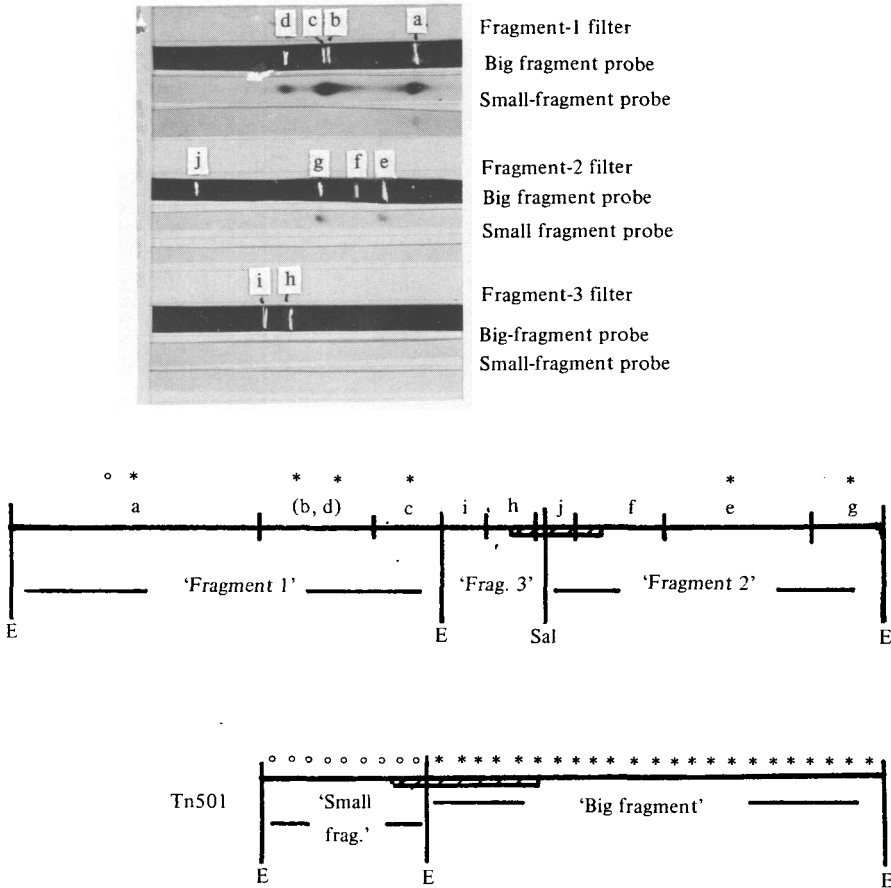 d c b a
Fragment-1 filter
Big fragment probe
Small-fragment probe
j g f e
Fragment-2 filter
Big fragment probe
Small fragment probe
i h
Fragment-3 filter
Big-fragment probe
Small-fragment probe
° * * * * * *
a (b, d) c i h j f e g
'Fragment 1' 'Frag. 3' 'Fragment 2'
E E Sal E
° ° ° ° ° ° ° ° ° * * * * * * * * * * * * * * * * * * * * * *
Tn501 'Small frag.' 'Big fragment'
E E E